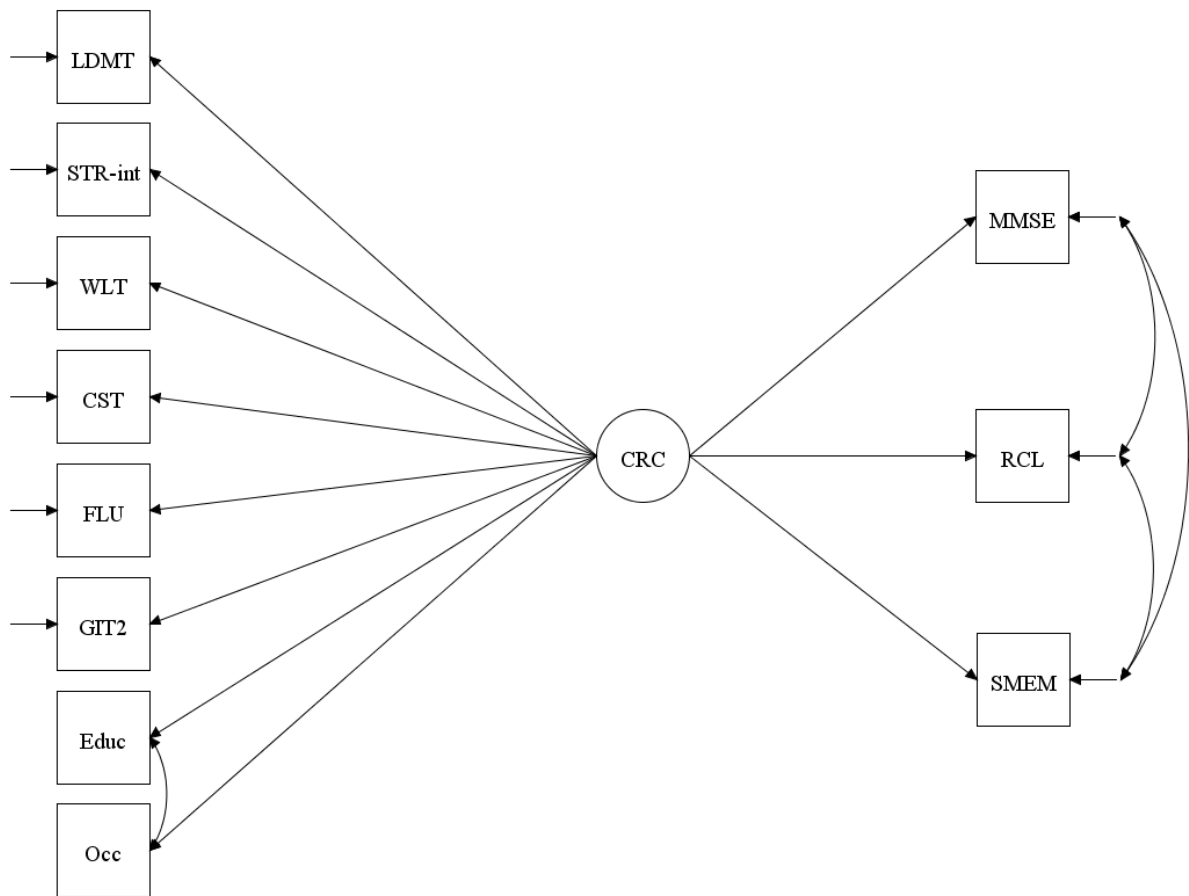 LDMT
STR-int
WLT
CST
FLU
GIT2
Educ
Occ
CRC
MMSE
RCL
SMEM